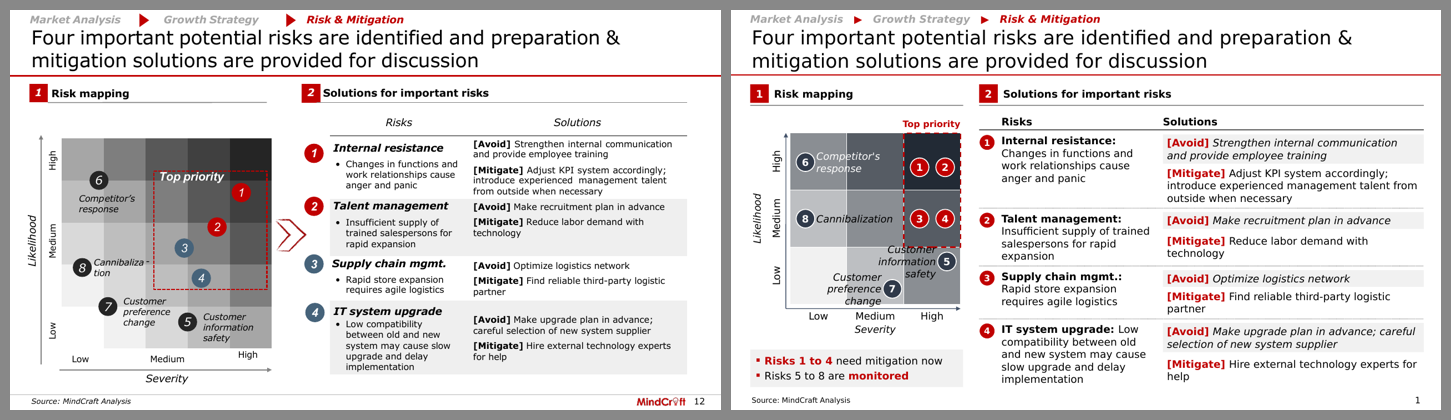 Market Analysis Growth Strategy Risk & Mitigation
Four important potential risks are identified and preparation &
mitigation solutions are provided for discussion
1 Risk mapping
Likelihood
High
Medium
Low
Top priority
6
Competitor's
response
1
2
3
4
8 Cannibaliza-
tion
7 Customer
preference
change
5 Customer
information
safety
Low Medium High
Severity
2 Solutions for important risks
Risks Solutions
1 Internal resistance
• Changes in functions and
work relationships cause
anger and panic
[Avoid] Strengthen internal communication
and provide employee training
[Mitigate] Adjust KPI system accordingly;
introduce experienced management talent
from outside when necessary
2 Talent management
• Insufficient supply of
trained salespersons for
rapid expansion
[Avoid] Make recruitment plan in advance
[Mitigate] Reduce labor demand with
technology
3 Supply chain mgmt.
• Rapid store expansion
requires agile logistics
[Avoid] Optimize logistics network
[Mitigate] Find reliable third-party logistic
partner
4 IT system upgrade
• Low compatibility
between old and new
system may cause slow
upgrade and delay
implementation
[Avoid] Make upgrade plan in advance;
careful selection of new system supplier
[Mitigate] Hire external technology experts
for help
Source: MindCraft Analysis
MindCraft 12
Market Analysis Growth Strategy Risk & Mitigation
Four important potential risks are identified and preparation &
mitigation solutions are provided for discussion
1 Risk mapping
Top priority
Likelihood
High
Medium
Low
6 Competitor's
response
1 2
8 Cannibalization
3 4
Customer
information
safety
5
Customer
preference
change
7
Low Medium High
Severity
▪ Risks 1 to 4 need mitigation now
▪ Risks 5 to 8 are monitored
2 Solutions for important risks
Risks Solutions
1 Internal resistance:
Changes in functions and
work relationships cause
anger and panic
[Avoid] Strengthen internal communication
and provide employee training
[Mitigate] Adjust KPI system accordingly;
introduce experienced management talent from
outside when necessary
2 Talent management:
Insufficient supply of trained
salespersons for rapid
expansion
[Avoid] Make recruitment plan in advance
[Mitigate] Reduce labor demand with
technology
3 Supply chain mgmt.:
Rapid store expansion
requires agile logistics
[Avoid] Optimize logistics network
[Mitigate] Find reliable third-party logistic
partner
4 IT system upgrade: Low
compatibility between old
and new system may cause
slow upgrade and delay
implementation
[Avoid] Make upgrade plan in advance; careful
selection of new system supplier
[Mitigate] Hire external technology experts for
help
Source: MindCraft Analysis
1